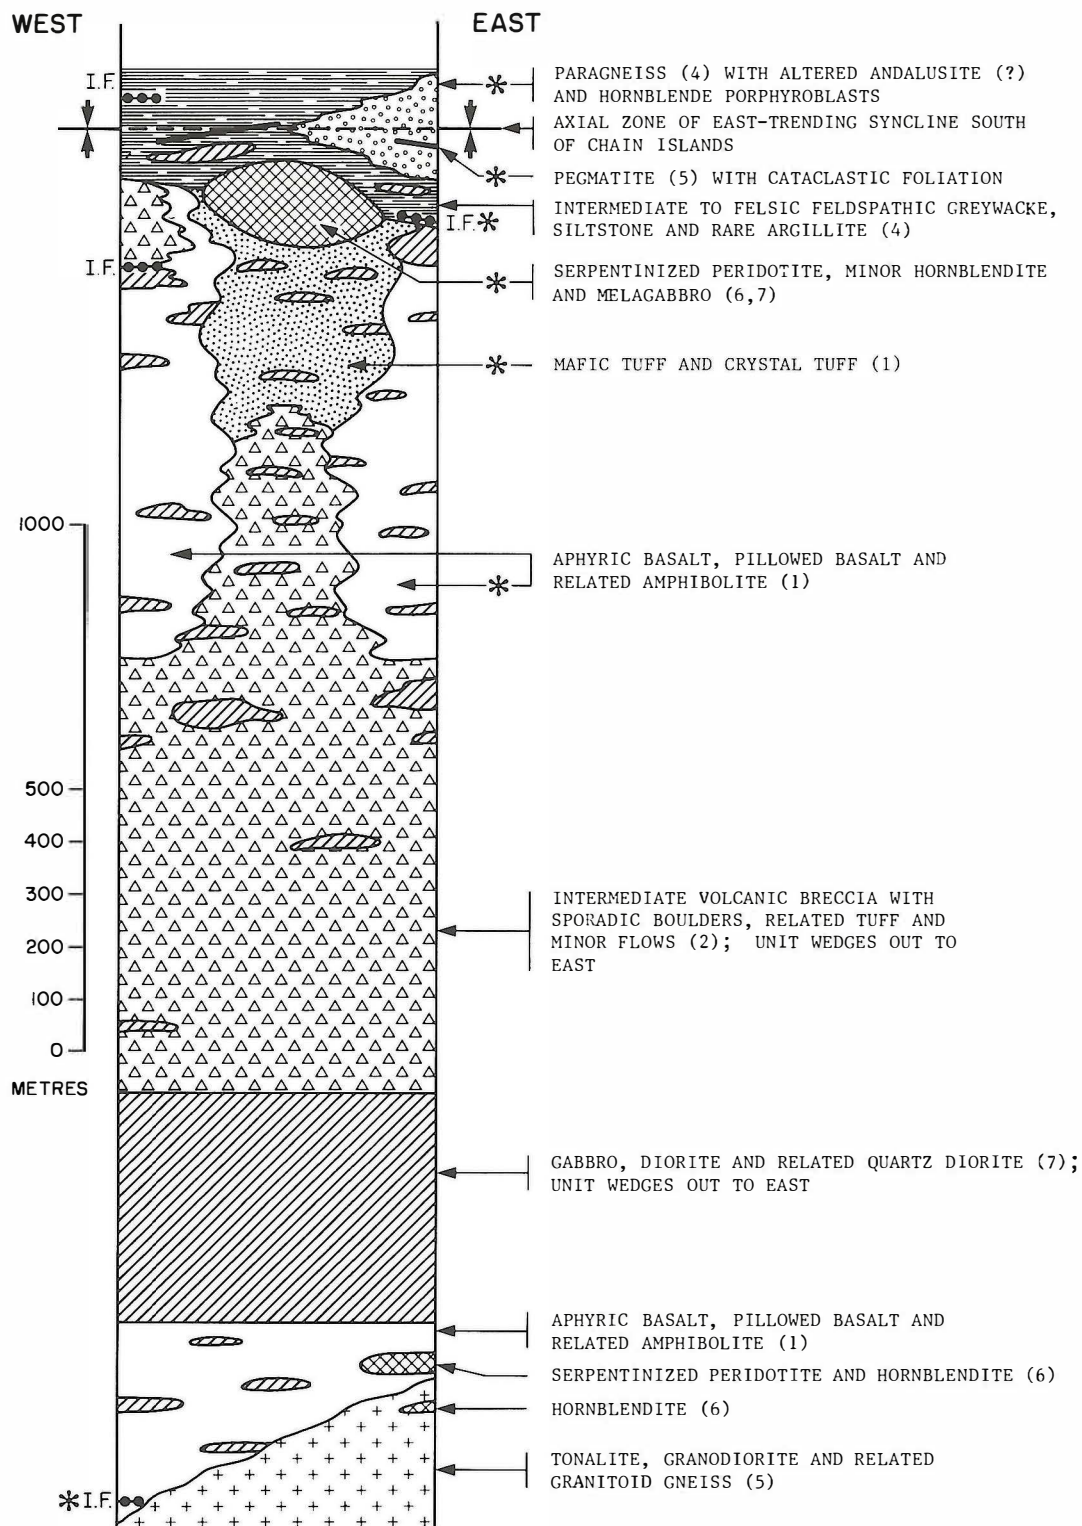 WEST
EAST
I.F.
PARAGNEISS (4) WITH ALTERED ANDALUSITE (?)
AND HORNBLENDE PORPHYROBLASTS
AXIAL ZONE OF EAST-TRENDING SYNCLINE SOUTH
OF CHAIN ISLANDS
PEGMATITE (5) WITH CATACLASTIC FOLIATION
INTERMEDIATE TO FELSIC FELDSPATHIC GREYWACKE,
SILTSTONE AND RARE ARGILLITE (4)
I.F.*
I.F.
SERPENTINIZED PERIDOTITE, MINOR HORNBLENDITE
AND MELAGABBRO (6,7)
MAFIC TUFF AND CRYSTAL TUFF (1)
1000
APHYRIC BASALT, PILLOWED BASALT AND
RELATED AMPHIBOLITE (1)
500
400
300
200
100
0
METRES
INTERMEDIATE VOLCANIC BRECCIA WITH
SPORADIC BOULDERS, RELATED TUFF AND
MINOR FLOWS (2); UNIT WEDGES OUT TO
EAST
GABBRO, DIORITE AND RELATED QUARTZ DIORITE (7);
UNIT WEDGES OUT TO EAST
APHYRIC BASALT, PILLOWED BASALT AND
RELATED AMPHIBOLITE (1)
SERPENTINIZED PERIDOTITE AND HORNBLENDITE (6)
HORNBLENDITE (6)
TONALITE, GRANODIORITE AND RELATED
GRANITOID GNEISS (5)
*I.F.